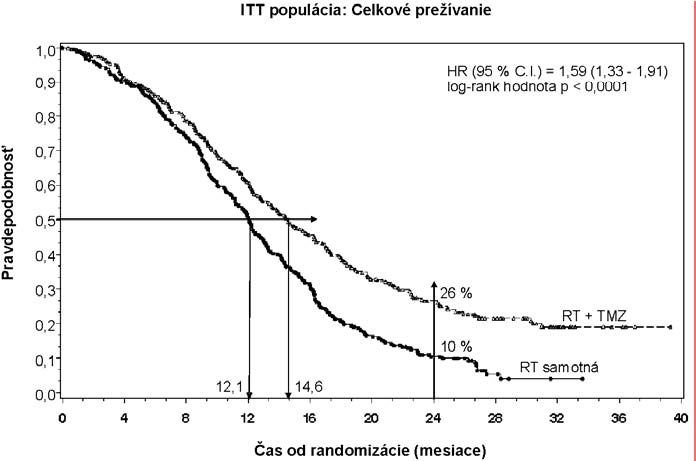 ITT populácia: Celkové prežívanie
HR (95 % C.I.) = 1,59 (1,33 - 1,91)
log-rank hodnota p < 0,0001
Pravdepodobnosť
1,0
0,9
0,8
0,7
0,6
0,5
0,4
0,3
0,2
0,1
0,0
26 %
RT + TMZ
10 %
RT samotná
12,1
14,6
0 4 8 12 16 20 24 28 32 36 40
Čas od randomizácie (mesiace)